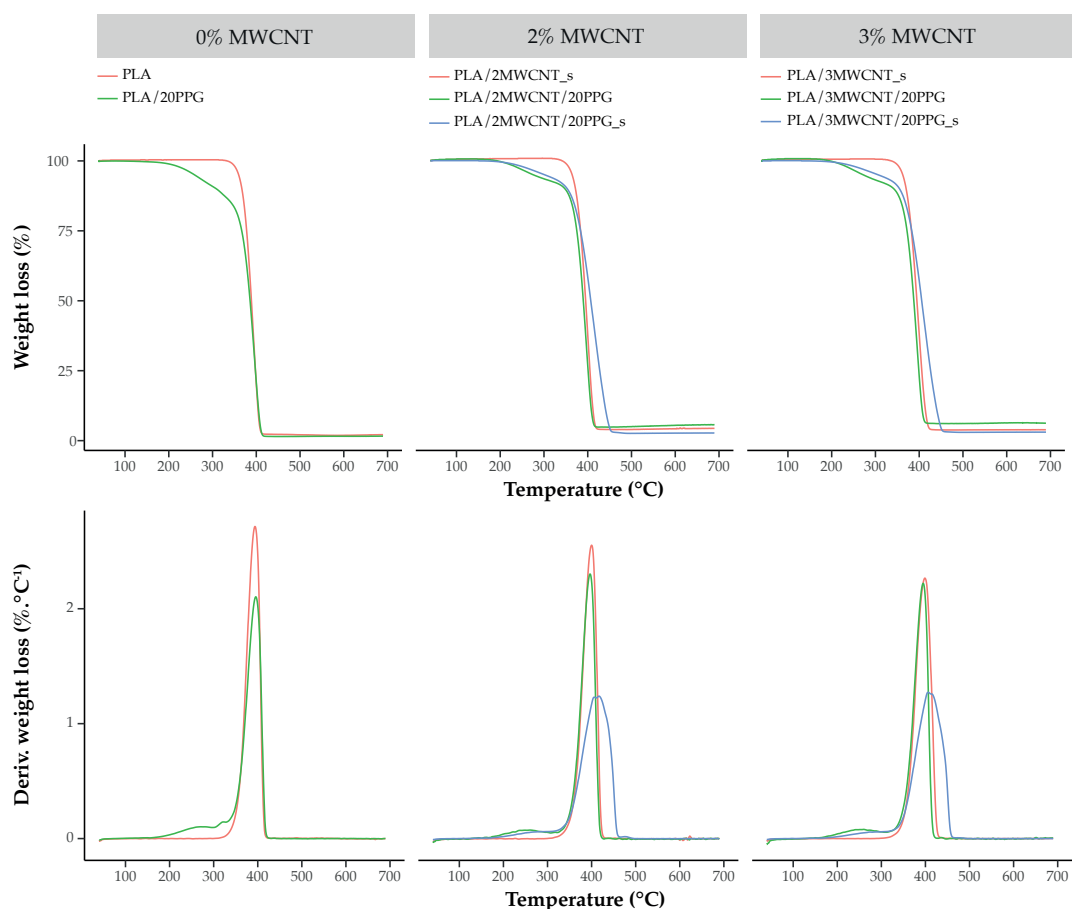 0% MWCNT
2% MWCNT
3% MWCNT
PLA
PLA/20PPG
PLA/2MWCNT_s
PLA/2MWCNT/20PPG
PLA/2MWCNT/20PPG_s
PLA/3MWCNT_s
PLA/3MWCNT/20PPG
PLA/3MWCNT/20PPG_s
Weight loss (%)
100
75
50
25
0
100 200 300 400 500 600 700
100 200 300 400 500 600 700
100 200 300 400 500 600 700
Temperature (°C)
Deriv. weight loss (%.°C⁻¹)
2
1
0
100 200 300 400 500 600 700
100 200 300 400 500 600 700
100 200 300 400 500 600 700
Temperature (°C)